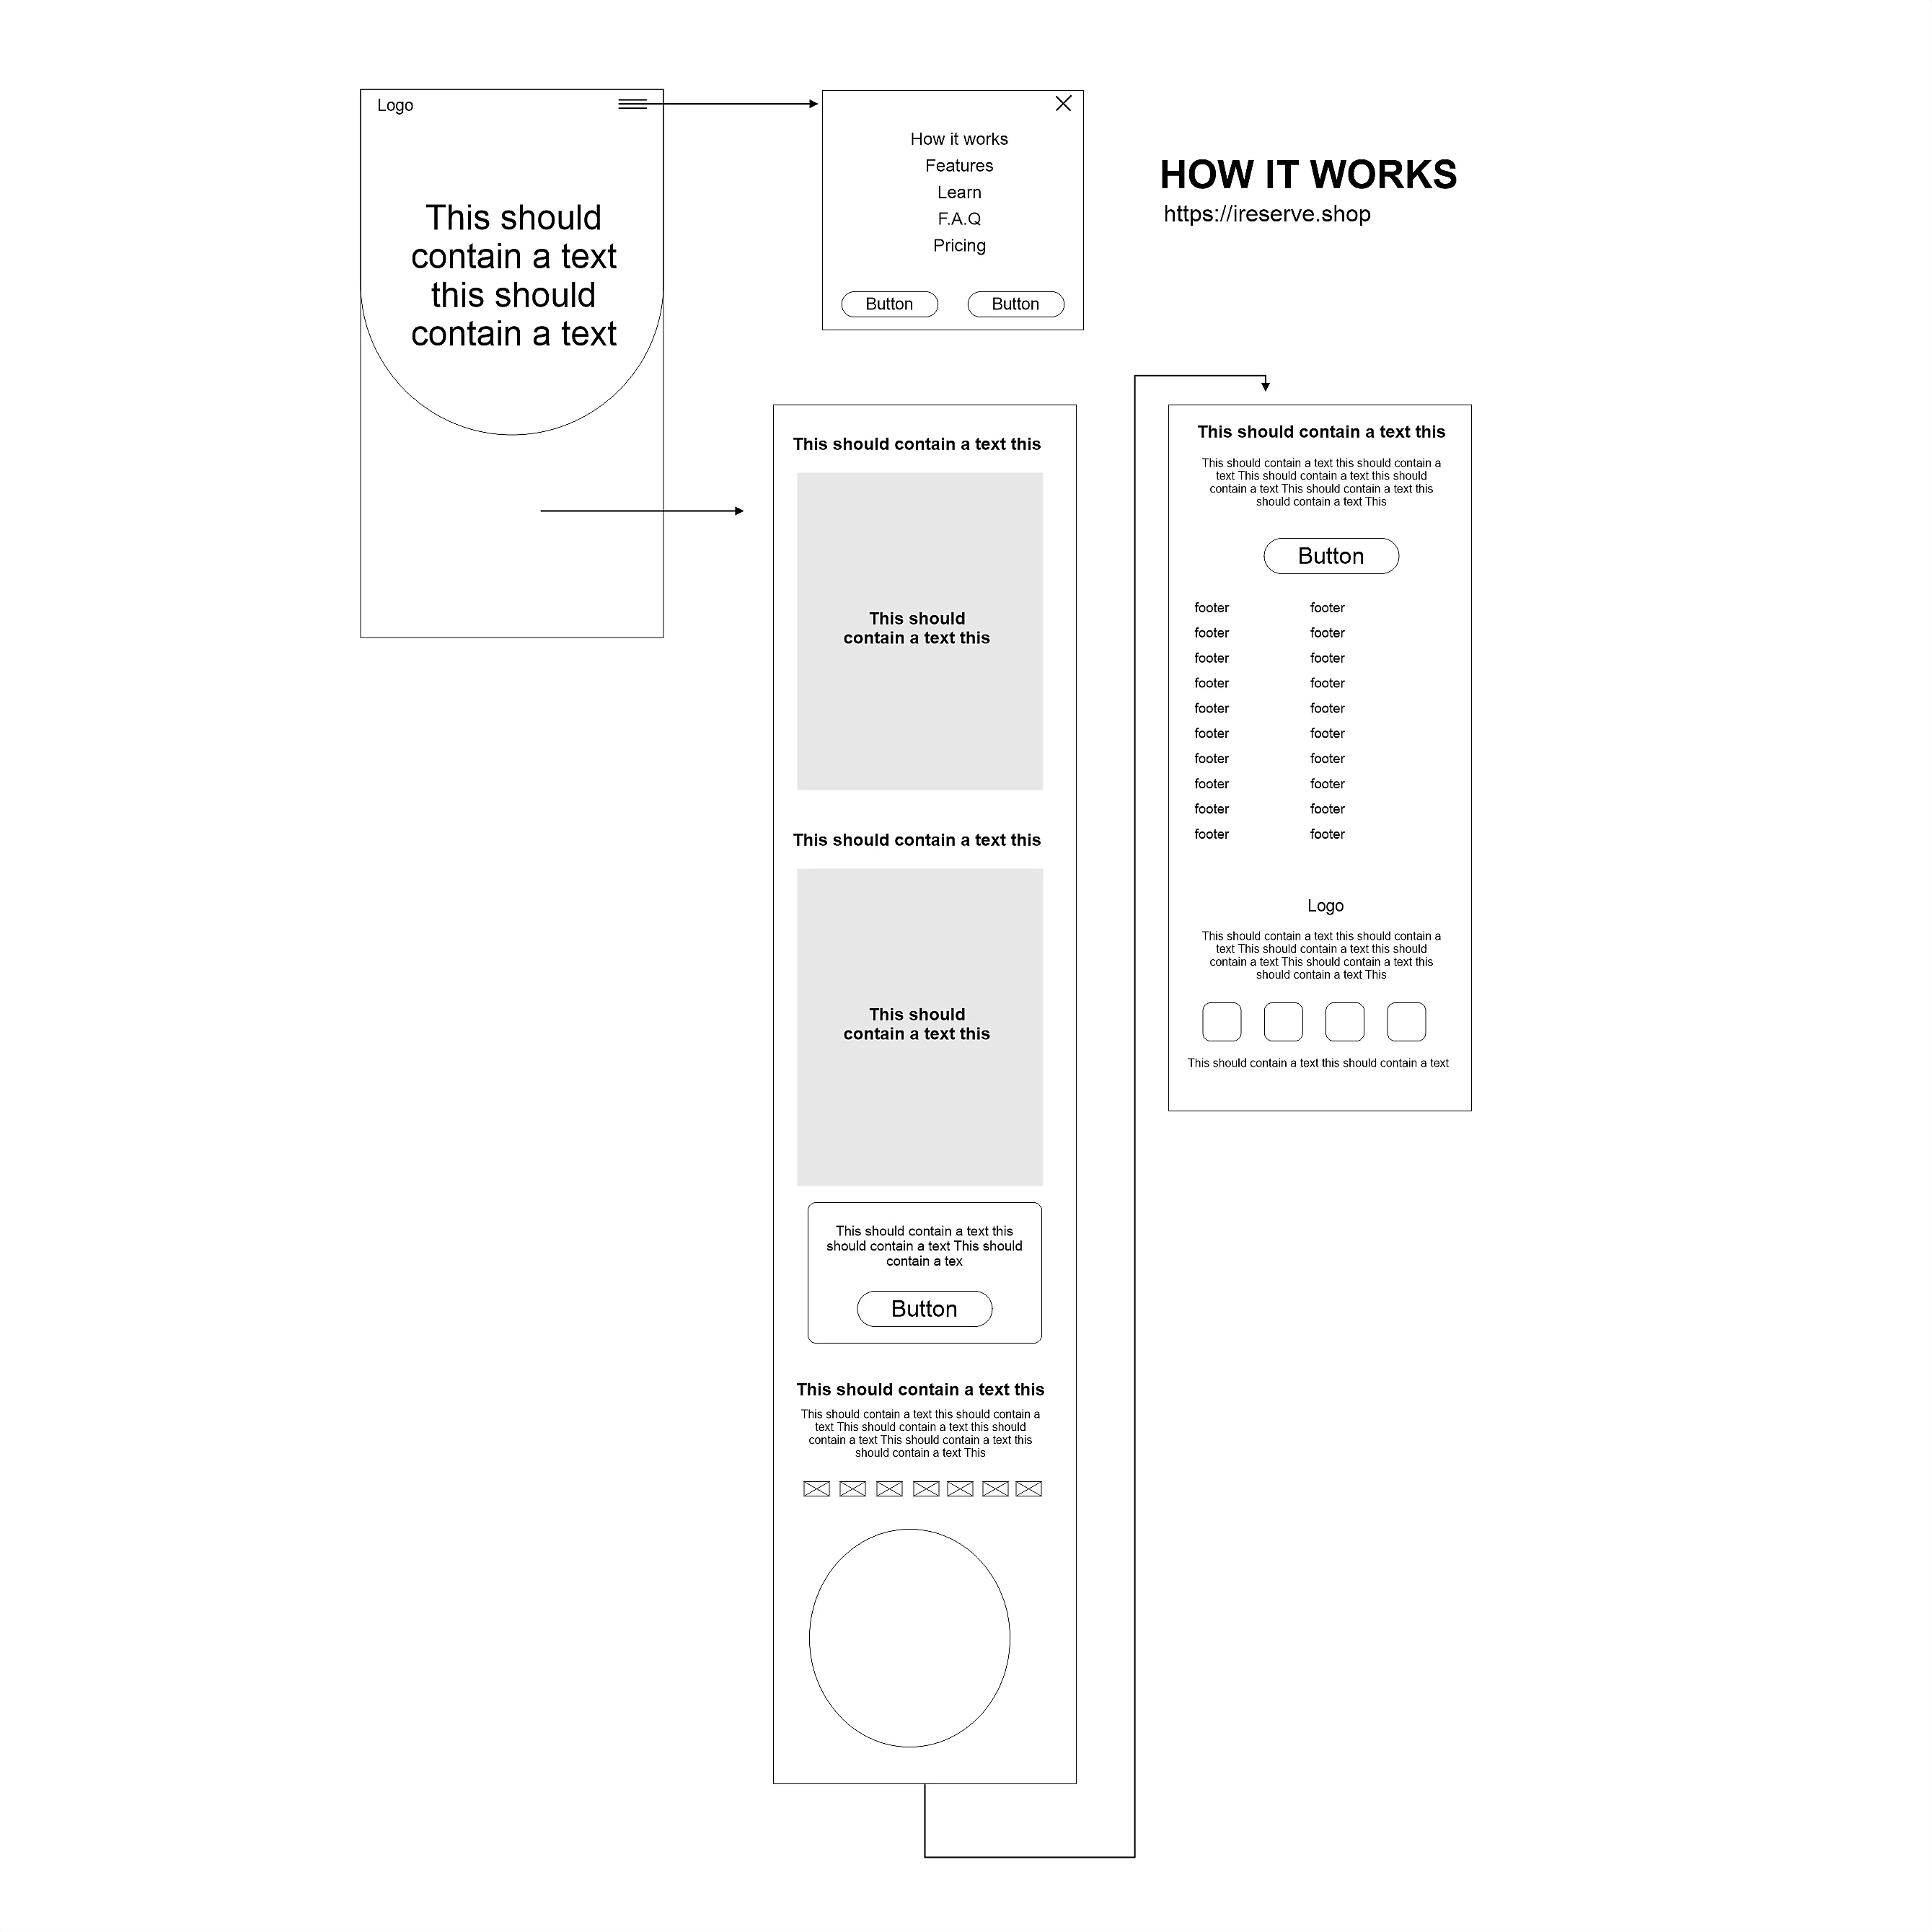 Logo
This should
contain a text
this should
contain a text
How it works
Features
Learn
F.A.Q
Pricing
Button
Button
HOW IT WORKS
https://ireserve.shop
This should contain a text this
This should
contain a text this
This should contain a text this
This should
contain a text this
This should contain a text this
should contain a text This should
contain a tex
Button
This should contain a text this
This should contain a text this should contain a
text This should contain a text this should
contain a text This should contain a text this
should contain a text This
This should contain a text this
This should contain a text this should contain a
text This should contain a text this should
contain a text This should contain a text this
should contain a text This
Button
footer footer
footer footer
footer footer
footer footer
footer footer
footer footer
footer footer
footer footer
footer footer
footer footer
Logo
This should contain a text this should contain a
text This should contain a text this should
contain a text This should contain a text this
should contain a text This
This should contain a text this should contain a text